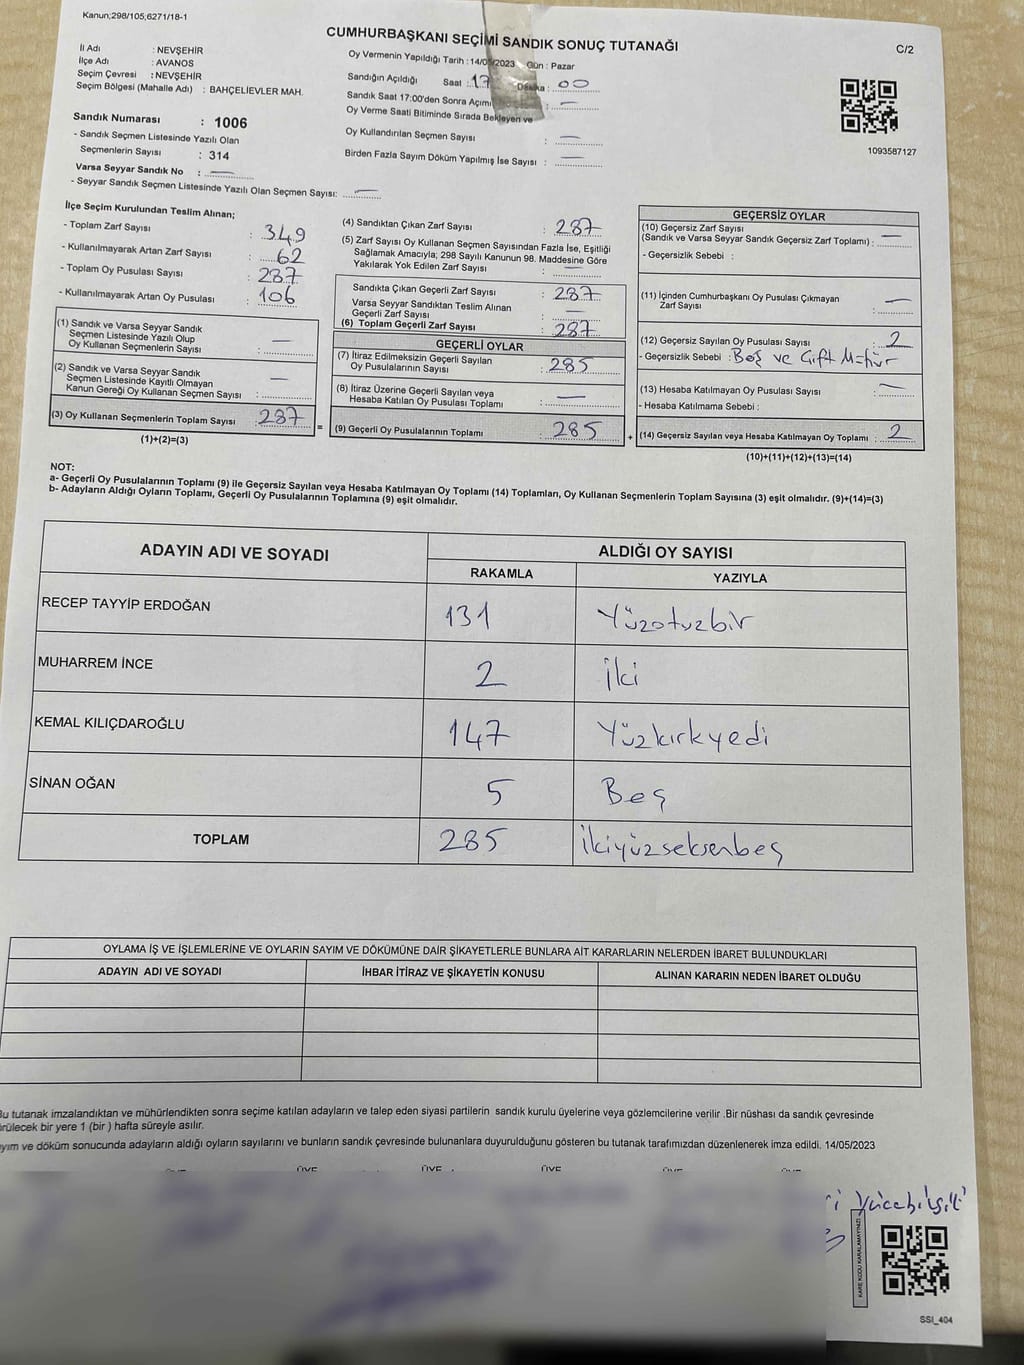 Kanun;298/105;6271/18-1
CUMHURBAŞKANI SEÇİMİ SANDIK SONUÇ TUTANAĞI
C/2
İl Adı : NEVŞEHİR
İlçe Adı : AVANOS
Seçim Çevresi : NEVŞEHİR
Seçim Bölgesi (Mahalle Adı) : BAHÇELİEVLER MAH.
Sandık Numarası : 1006
- Sandık Seçmen Listesinde Yazılı Olan
Seçmenlerin Sayısı : 314
Varsa Seyyar Sandık No : —
- Seyyar Sandık Seçmen Listesinde Yazılı Olan Seçmen Sayısı: —
Oy Vermenin Yapıldığı Tarih :14/05/2023 Gün : Pazar
Sandığın Açıldığı Saat : 17 Dakika : 00
Sandık Saat 17:00'den Sonra Açılmış —
Oy Verme Saati Bitiminde Sırada Bekleyen ve
Oy Kullandırılan Seçmen Sayısı : —
Birden Fazla Sayım Döküm Yapılmış İse Sayısı : —
1093587127
İlçe Seçim Kurulundan Teslim Alınan;
- Toplam Zarf Sayısı : 349
- Kullanılmayarak Artan Zarf Sayısı : 62
- Toplam Oy Pusulası Sayısı : 287
- Kullanılmayarak Artan Oy Pusulası : 106
(1) Sandık ve Varsa Seyyar Sandık
Seçmen Listesinde Yazılı Olup
Oy Kullanan Seçmenlerin Sayısı : —
(2) Sandık ve Varsa Seyyar Sandık
Seçmen Listesinde Kayıtlı Olmayan
Kanun Gereği Oy Kullanan Seçmen Sayısı : —
(3) Oy Kullanan Seçmenlerin Toplam Sayısı : 287
(1)+(2)=(3)
=
(4) Sandıktan Çıkan Zarf Sayısı : 287
(5) Zarf Sayısı Oy Kullanan Seçmen Sayısından Fazla İse, Eşitliği
Sağlamak Amacıyla; 298 Sayılı Kanunun 98. Maddesine Göre
Yakılarak Yok Edilen Zarf Sayısı : —
Sandıkta Çıkan Geçerli Zarf Sayısı : 287
Varsa Seyyar Sandıktan Teslim Alınan
Geçerli Zarf Sayısı : —
(6) Toplam Geçerli Zarf Sayısı : 287
GEÇERLİ OYLAR
(7) İtiraz Edilmeksizin Geçerli Sayılan
Oy Pusulalarının Sayısı : 285
(8) İtiraz Üzerine Geçerli Sayılan veya
Hesaba Katılan Oy Pusulası Toplamı : —
(9) Geçerli Oy Pusulalarının Toplamı : 285
+
GEÇERSİZ OYLAR
(10) Geçersiz Zarf Sayısı
(Sandık ve Varsa Seyyar Sandık Geçersiz Zarf Toplamı) : —
- Geçersizlik Sebebi :
(11) İçinden Cumhurbaşkanı Oy Pusulası Çıkmayan
Zarf Sayısı : —
(12) Geçersiz Sayılan Oy Pusulası Sayısı : 2
- Geçersizlik Sebebi : Boş ve Çift Mühür
(13) Hesaba Katılmayan Oy Pusulası Sayısı : —
- Hesaba Katılmama Sebebi :
(14) Geçersiz Sayılan veya Hesaba Katılmayan Oy Toplamı : 2
(10)+(11)+(12)+(13)=(14)
NOT:
a- Geçerli Oy Pusulalarının Toplamı (9) ile Geçersiz Sayılan veya Hesaba Katılmayan Oy Toplamı (14) Toplamları, Oy Kullanan Seçmenlerin Toplam Sayısına (3) eşit olmalıdır. (9)+(14)=(3)
b- Adayların Aldığı Oyların Toplamı, Geçerli Oy Pusulalarının Toplamına (9) eşit olmalıdır.
ADAYIN ADI VE SOYADI
ALDIĞI OY SAYISI
RAKAMLA YAZIYLA
RECEP TAYYİP ERDOĞAN 131 Yüzotuzbir
MUHARREM İNCE 2 İki
KEMAL KILIÇDAROĞLU 147 Yüzkırkyedi
SİNAN OĞAN 5 Beş
TOPLAM 285 İkiyüzseksenbeş
OYLAMA İŞ VE İŞLEMLERİNE VE OYLARIN SAYIM VE DÖKÜMÜNE DAİR ŞİKAYETLERLE BUNLARA AİT KARARLARIN NELERDEN İBARET BULUNDUKLARI
ADAYIN ADI VE SOYADI İHBAR İTİRAZ VE ŞİKAYETİN KONUSU ALINAN KARARIN NEDEN İBARET OLDUĞU
Bu tutanak imzalandıktan ve mühürlendikten sonra seçime katılan adayların ve talep eden siyasi partilerin sandık kurulu üyelerine veya gözlemcilerine verilir .Bir nüshası da sandık çevresinde
örülecek bir yere 1 (bir ) hafta süreyle asılır.
ayım ve döküm sonucunda adayların aldığı oyların sayılarını ve bunların sandık çevresinde bulunanlara duyurulduğunu gösteren bu tutanak tarafımızdan düzenlenerek imza edildi. 14/05/2023
ÜYE ÜYE ÜYE
KARE KODU KARALAMAYINIZ!
SSI_404